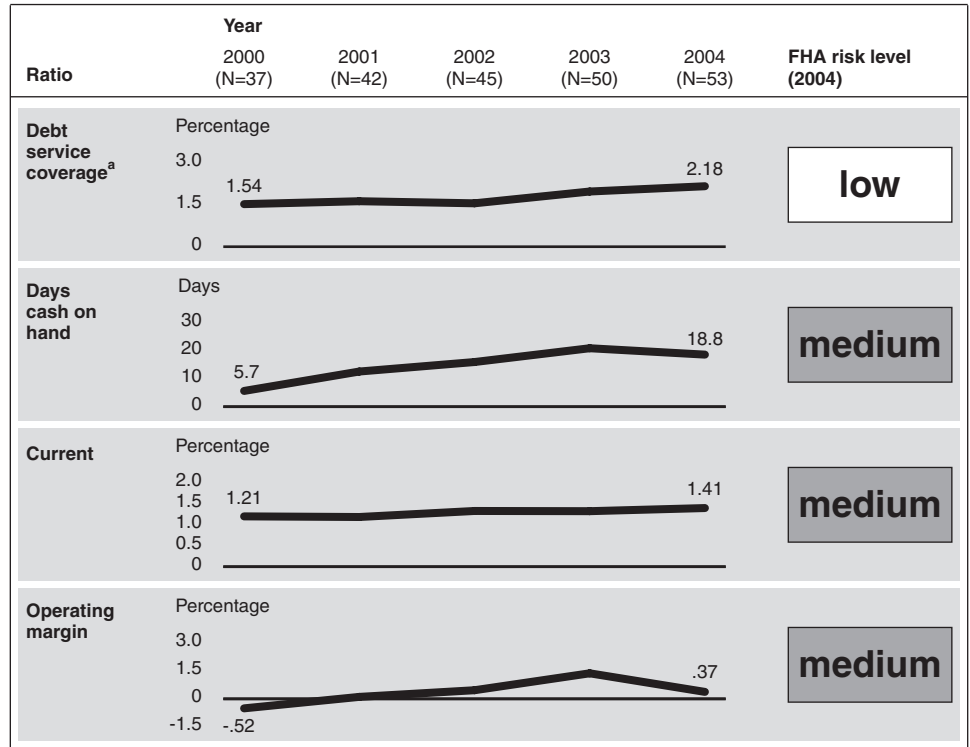 Year
Ratio
2000
(N=37)
2001
(N=42)
2002
(N=45)
2003
(N=50)
2004
(N=53)
FHA risk level
(2004)
Debt
service
coverageᵃ
Percentage
3.0
1.5
0
1.54
2.18
low
Days
cash on
hand
Days
30
20
10
0
5.7
18.8
medium
Current
Percentage
2.0
1.5
1.0
0.5
0
1.21
1.41
medium
Operating
margin
Percentage
3.0
1.5
0
-1.5
-.52
.37
medium